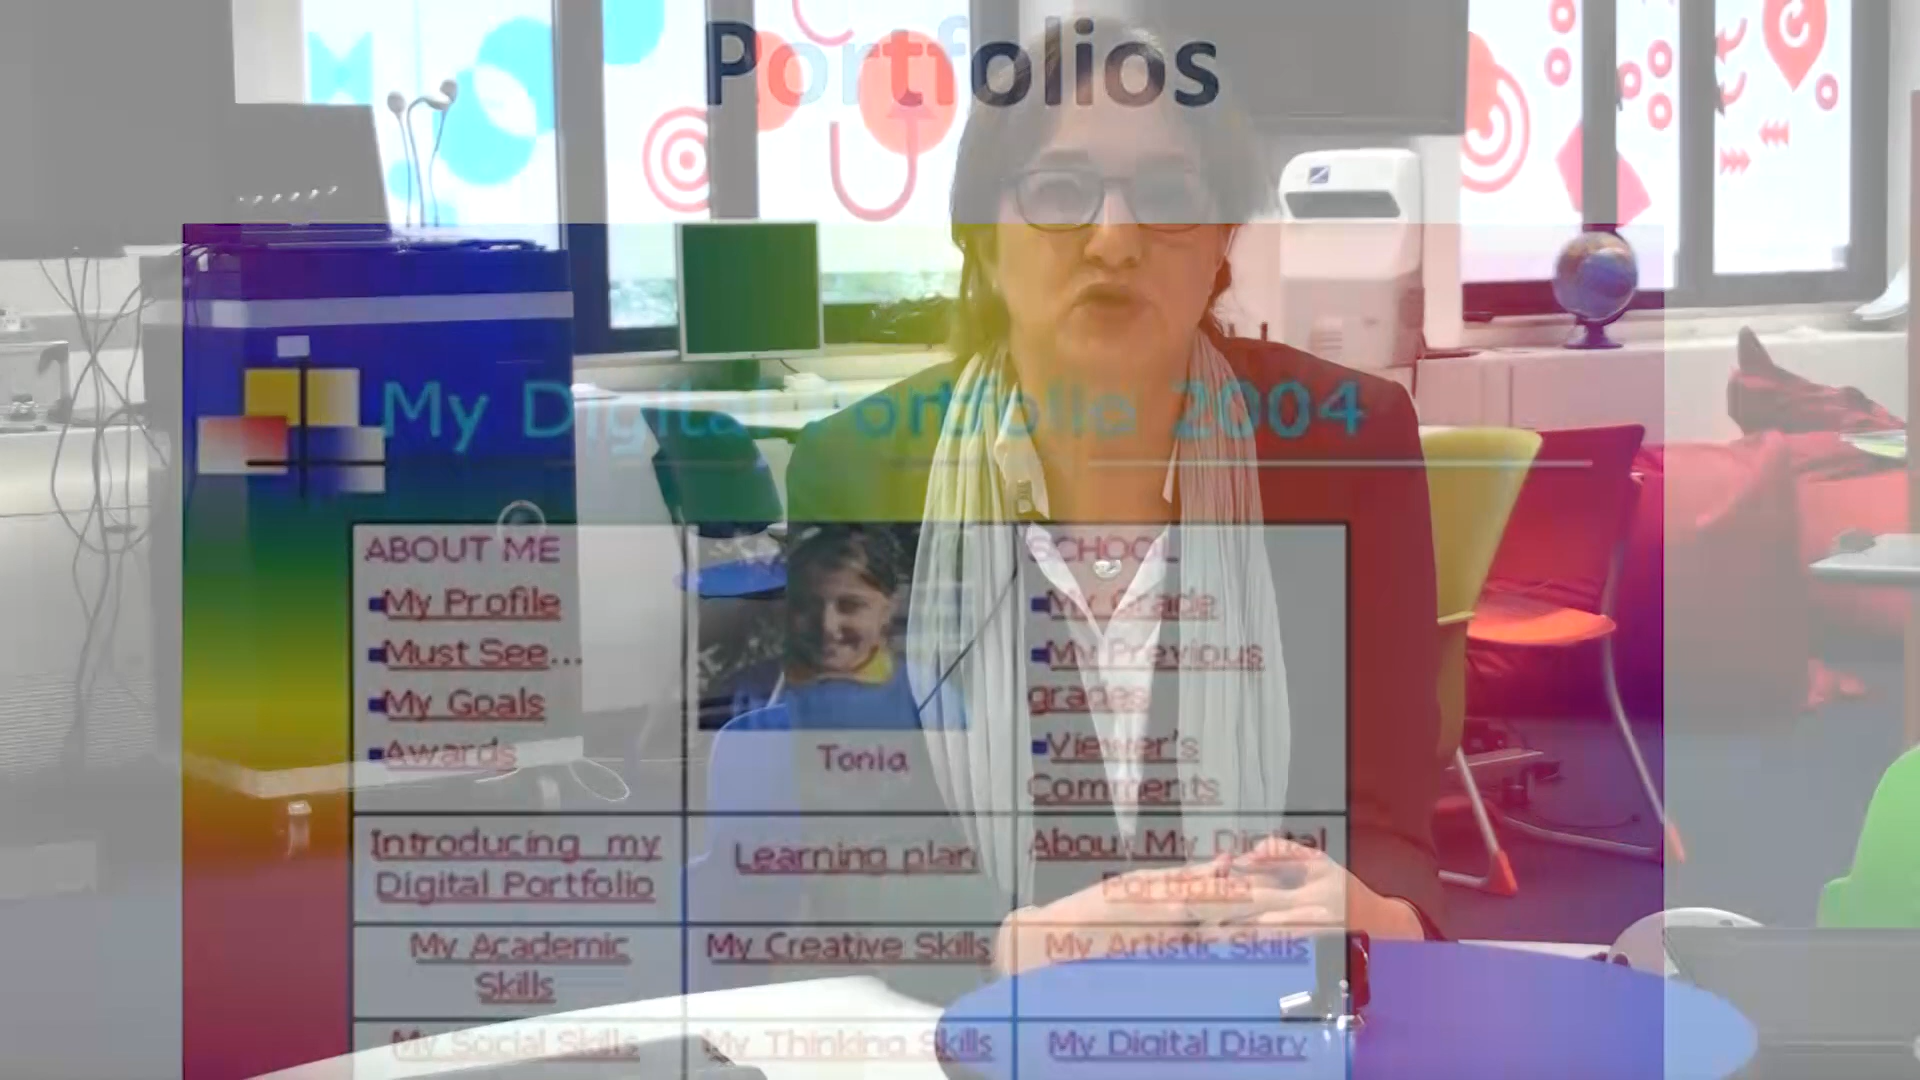 Portfolios
My Digital Portfolio 2004
ABOUT ME
My Profile
Must See...
My Goals
Awards
Tonia
SCHOOL
My Grade
My Previous
grades
Viewer's
Comments
Introducing my
Digital Portfolio
Learning plan
About My Digital
Portfolio
My Academic
Skills
My Creative Skills
My Artistic Skills
My Social Skills
My Thinking Skills
My Digital Diary